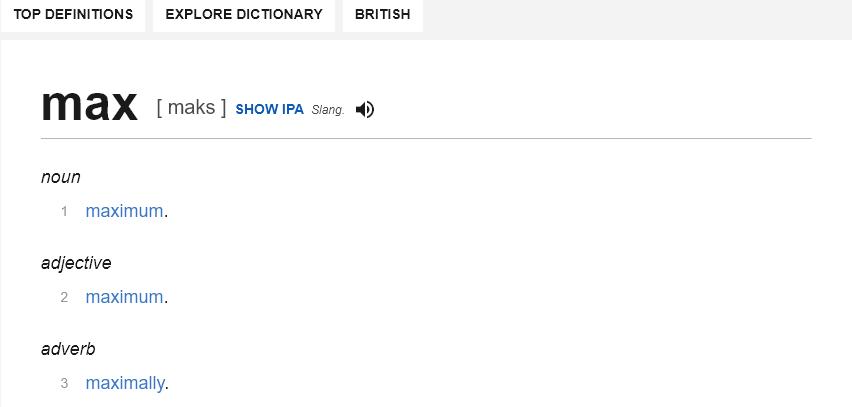 TOP DEFINITIONS EXPLORE DICTIONARY BRITISH
max [ maks ] SHOW IPA Slang.
noun
1 maximum.
adjective
2 maximum.
adverb
3 maximally.